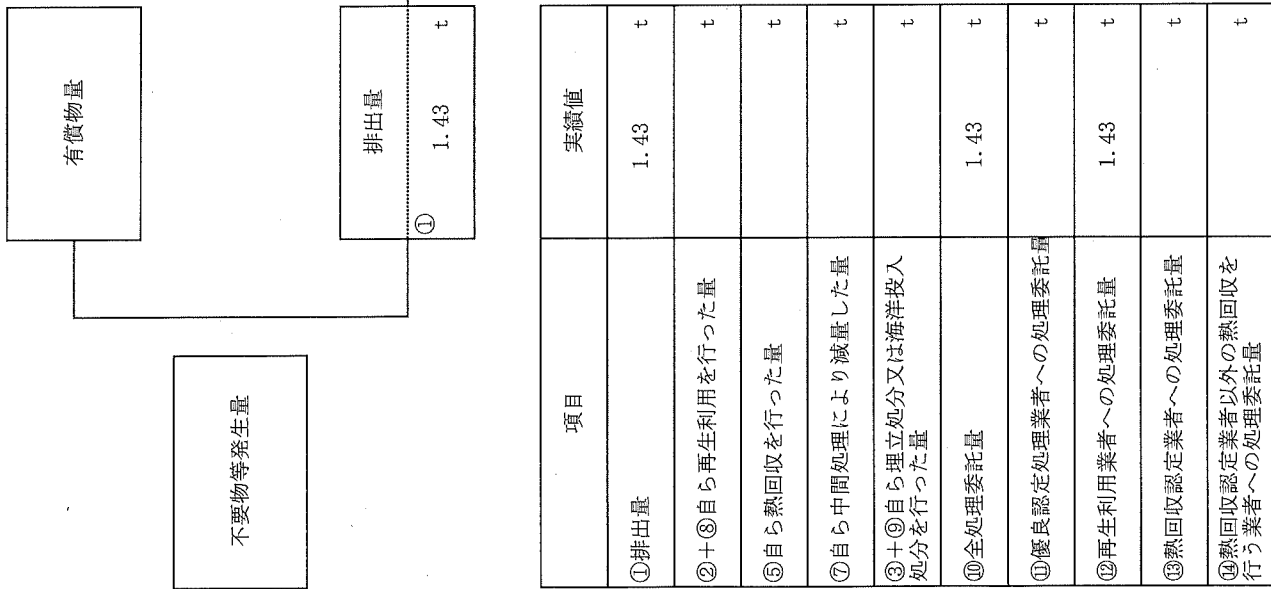 有償物量
不要物等発生量
排出量
① 1.43 t
項目 実績値
①排出量 1.43 t
②+⑧自ら再生利用を行った量 t
⑤自ら熱回収を行った量 t
⑦自ら中間処理により減量した量 t
③+⑨自ら埋立処分又は海洋投入
処分を行った量 t
⑩全処理委託量 1.43 t
⑪優良認定処理業者への処理委託量 t
⑫再生利用業者への処理委託量 1.43 t
⑬熱回収認定業者への処理委託量 t
⑭熱回収認定業者以外の熱回収を
行う業者への処理委託量 t